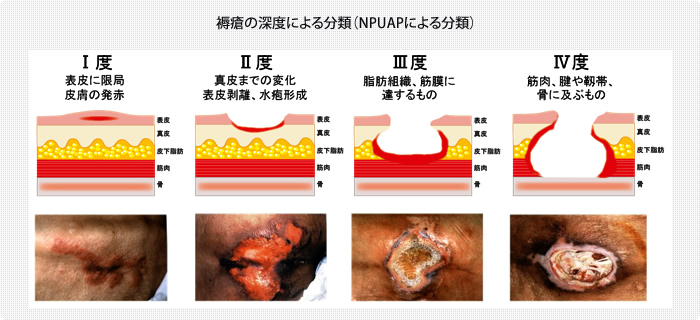 褥瘡の深度による分類(NPUAPによる分類)
Ⅰ 度
表皮に限局
皮膚の発赤
表皮
真皮
皮下脂肪
筋肉
骨
Ⅱ 度
真皮までの変化
表皮剥離、水疱形成
表皮
真皮
皮下脂肪
筋肉
骨
Ⅲ度
脂肪組織、筋膜に
達するもの
表皮
真皮
皮下脂肪
筋肉
骨
Ⅳ度
筋肉、腱や靭帯、
骨に及ぶもの
表皮
真皮
皮下脂肪
筋肉
骨